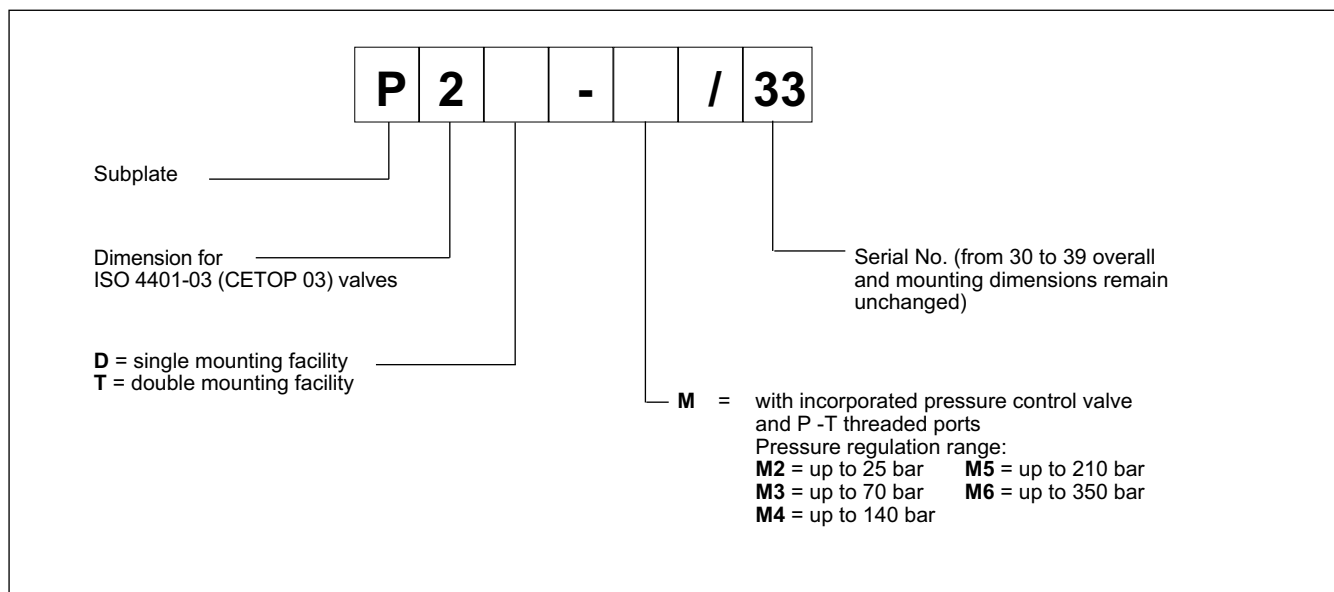 P 2 - / 33
Subplate
Dimension for
ISO 4401-03 (CETOP 03) valves
D = single mounting facility
T = double mounting facility
Serial No. (from 30 to 39 overall
and mounting dimensions remain
unchanged)
M = with incorporated pressure control valve
and P -T threaded ports
Pressure regulation range:
M2 = up to 25 bar M5 = up to 210 bar
M3 = up to 70 bar M6 = up to 350 bar
M4 = up to 140 bar